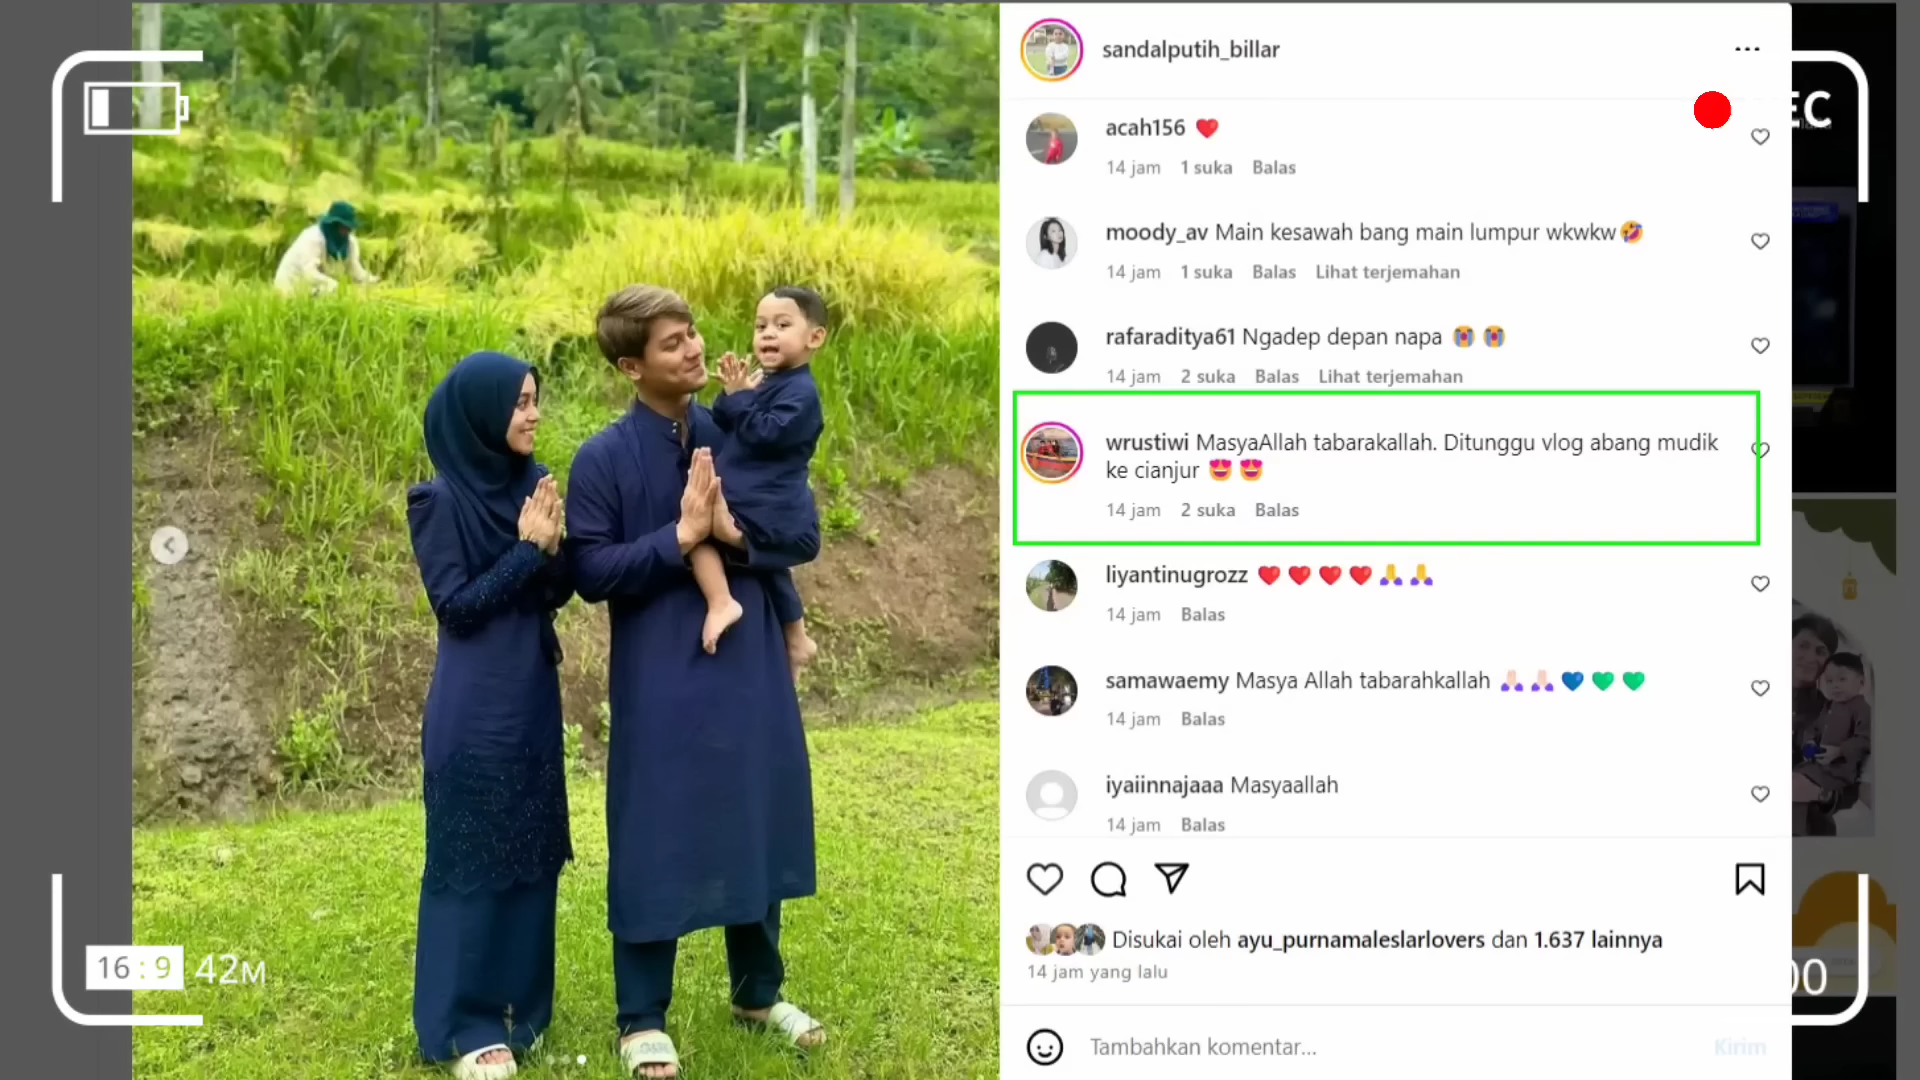 sandalputih_billar
EC
acah156 ❤️
14 jam 1 suka Balas
moody_av Main kesawah bang main lumpur wkwkw🤣
14 jam 1 suka Balas Lihat terjemahan
rafaraditya61 Ngadep depan napa 😭😭
14 jam 2 suka Balas Lihat terjemahan
wrustiwi MasyaAllah tabarakallah. Ditunggu vlog abang mudik
ke cianjur 😍😍
14 jam 2 suka Balas
liyantinugrozz ❤️❤️❤️❤️🙏🙏
14 jam Balas
samawaemy Masya Allah tabarahkallah 🙏🏻🙏🏻💙💚💚
14 jam Balas
iyaiinnajaaa Masyaallah
14 jam Balas
Disukai oleh ayu_purnamaleslarlovers dan 1.637 lainnya
14 jam yang lalu
Tambahkan komentar...
Kirim
16:9 42M
00